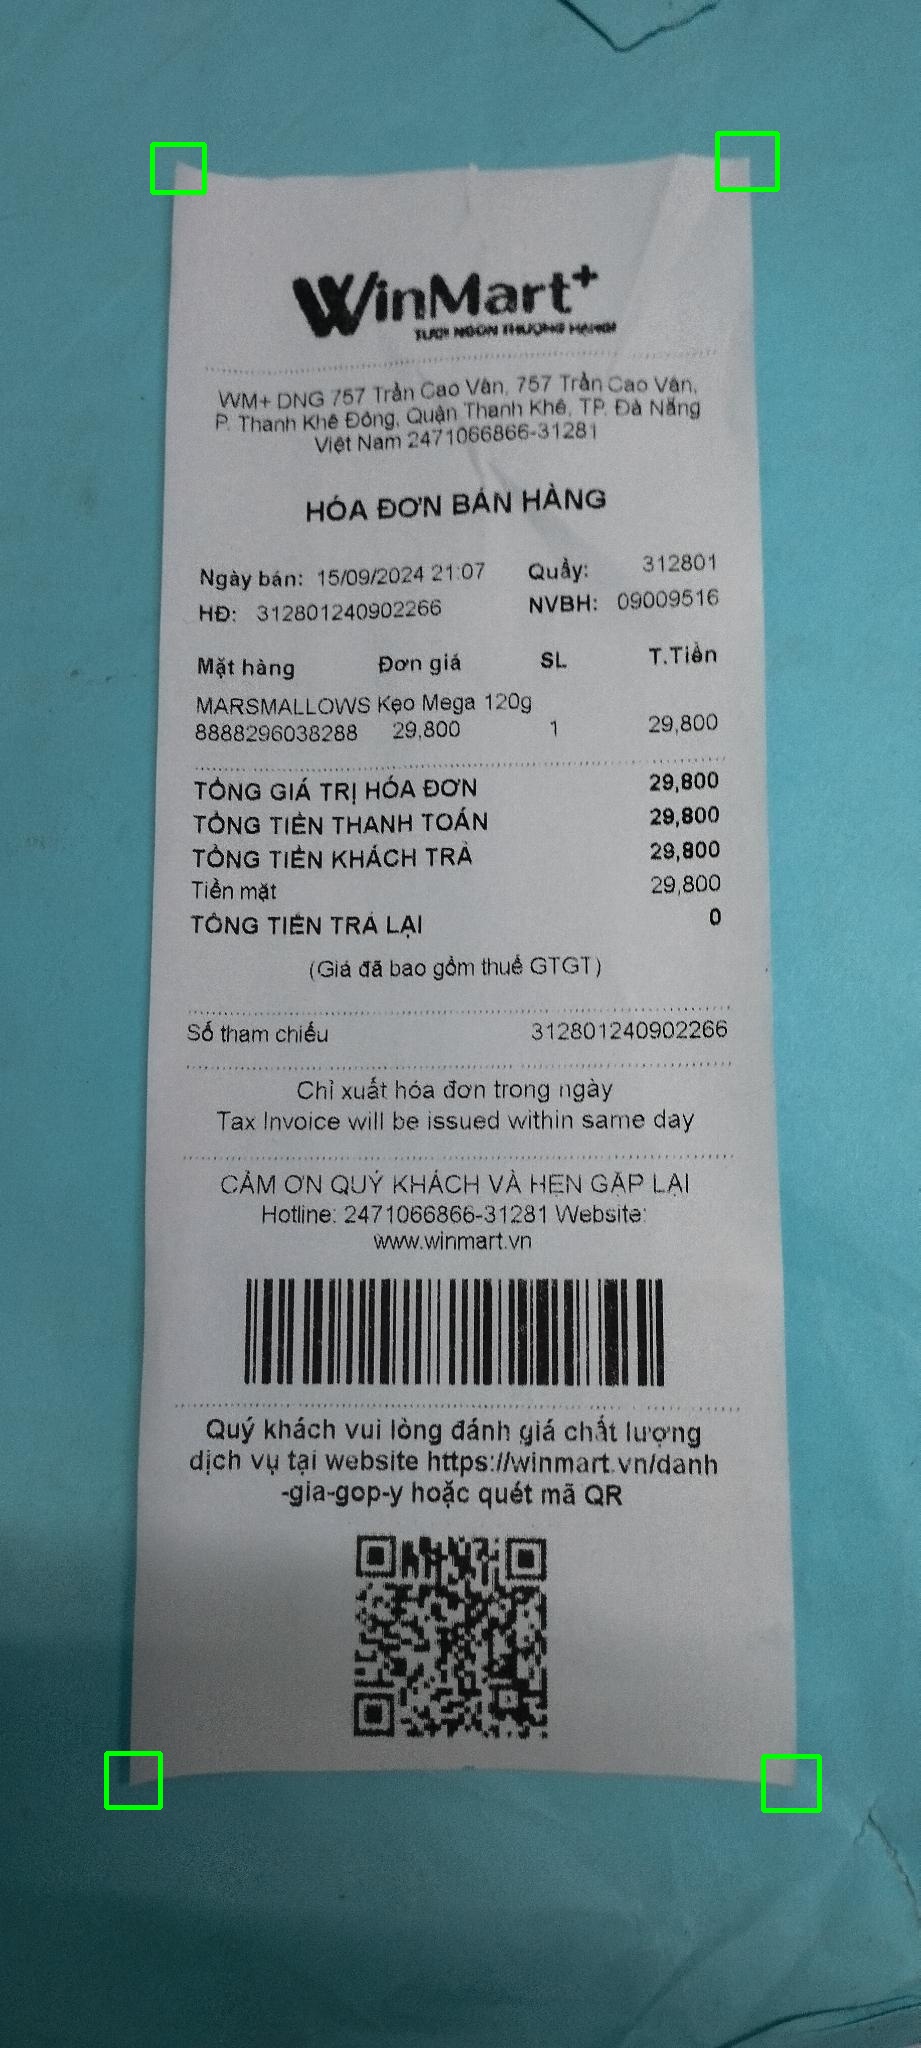 WinMart+
TƯƠI NGON THƯỢNG HẠNG!
WM+ DNG 757 Trần Cao Vân, 757 Trần Cao Vân,
P. Thanh Khê Đông, Quận Thanh Khê, TP. Đà Nẵng
Việt Nam 2471066866-31281
HÓA ĐƠN BÁN HÀNG
Ngày bán: 15/09/2024 21:07 Quầy: 312801
HĐ: 312801240902266 NVBH: 09009516
Mặt hàng Đơn giá SL T.Tiền
MARSMALLOWS Kẹo Mega 120g
8888296038288 29,800 1 29,800
TỔNG GIÁ TRỊ HÓA ĐƠN 29,800
TỔNG TIỀN THANH TOÁN 29,800
TỔNG TIỀN KHÁCH TRẢ 29,800
Tiền mặt 29,800
TỔNG TIỀN TRẢ LẠI 0
(Giá đã bao gồm thuế GTGT)
Số tham chiếu 312801240902266
Chỉ xuất hóa đơn trong ngày
Tax Invoice will be issued within same day
CẢM ƠN QUÝ KHÁCH VÀ HẸN GẶP LẠI
Hotline: 2471066866-31281 Website:
www.winmart.vn
Quý khách vui lòng đánh giá chất lượng
dịch vụ tại website https://winmart.vn/danh
-gia-gop-y hoặc quét mã QR